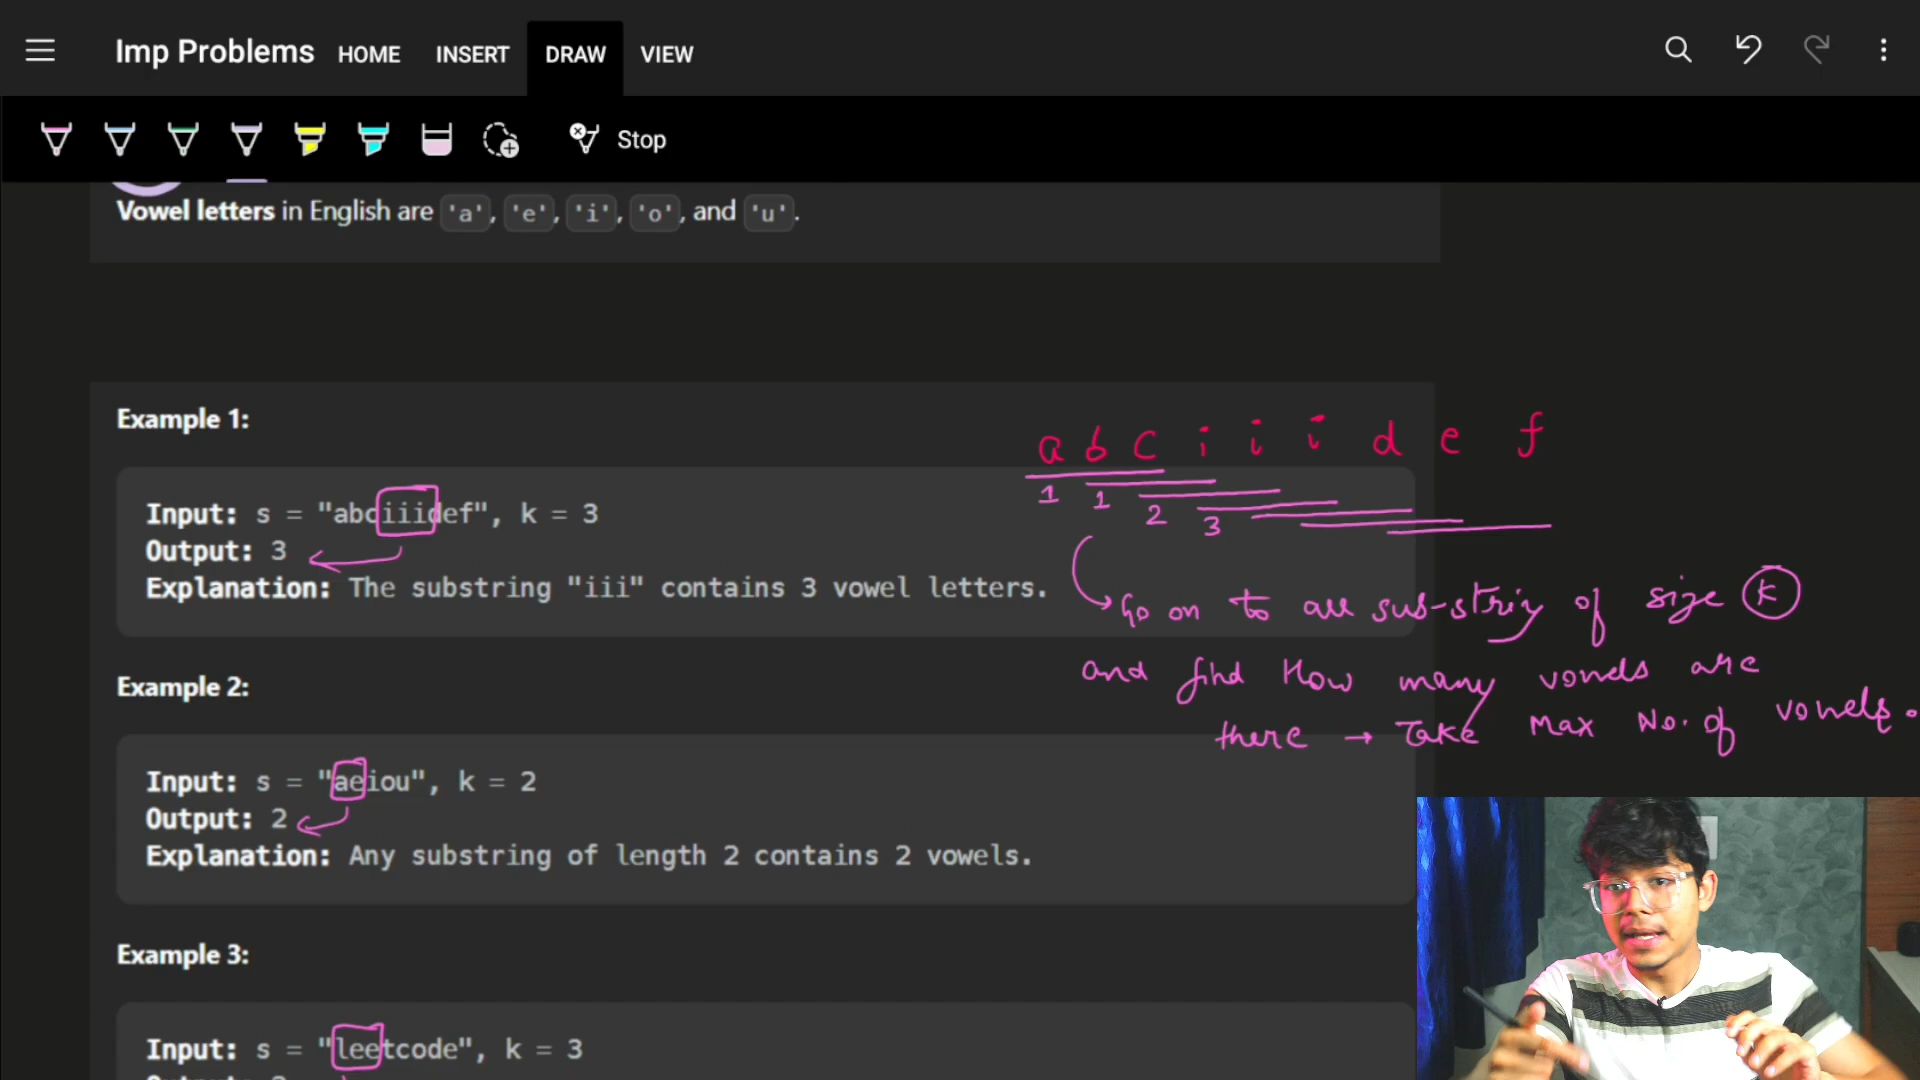 Imp Problems HOME INSERT DRAW VIEW
Stop
Vowel letters in English are 'a', 'e', 'i', 'o', and 'u'.
Example 1:
a b c i i i d e f
1 1 2 3
Input: s = "abciiidef", k = 3
Output: 3
Explanation: The substring "iii" contains 3 vowel letters.
Go on to all sub-string of size k
and find How many vowels are
there → Take Max No. of vowels.
Example 2:
Input: s = "aeiou", k = 2
Output: 2
Explanation: Any substring of length 2 contains 2 vowels.
Example 3:
Input: s = "leetcode", k = 3